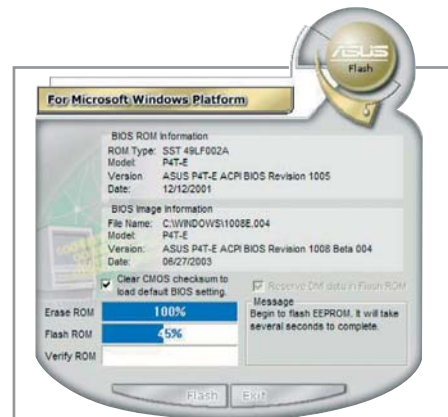 ASUS
Flash
For Microsoft Windows Platform
BIOS ROM Information
ROM Type: SST 49LF002A
Model: P4T-E
Version ASUS P4T-E ACPI BIOS Revision 1005
Date: 12/12/2001
BIOS Image Information
File Name: C:\WINDOWS\1008E.004
Model: P4T-E
Version: ASUS P4T-E ACPI BIOS Revision 1008 Beta 004
Date: 06/27/2003
Clear CMOS checksum to
load default BIOS setting.
Reserve DMI data in Flash ROM
Erase ROM 100%
Flash ROM 45%
Verify ROM
Message
Begin to flash EEPROM. It will take
several seconds to complete.
Flash Exit